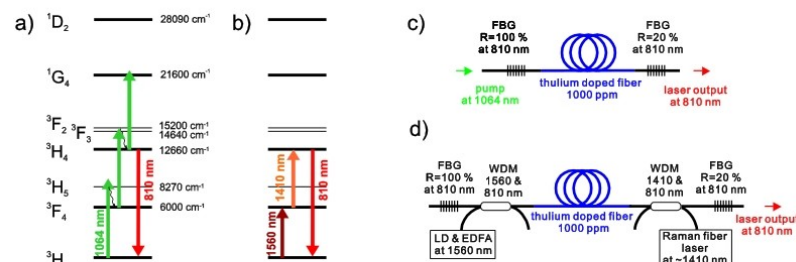 a)
¹D₂
28090 cm⁻¹
¹G₄
21600 cm⁻¹
³F₂
³F₃
15200 cm⁻¹
14640 cm⁻¹
³H₄
12660 cm⁻¹
³H₅
8270 cm⁻¹
³F₄
6000 cm⁻¹
³H
1064 nm
810 nm
b)
1560 nm
1410 nm
810 nm
c)
FBG
R=100 %
at 810 nm
FBG
R=20 %
at 810 nm
pump
at 1064 nm
thulium doped fiber
1000 ppm
laser output
at 810 nm
d)
FBG
R=100 %
at 810 nm
WDM
1560 &
810 nm
WDM
1410 &
810 nm
FBG
R=20 %
at 810 nm
thulium doped fiber
1000 ppm
laser output
at 810 nm
LD & EDFA
at 1560 nm
Raman fiber
laser
at ~1410 nm